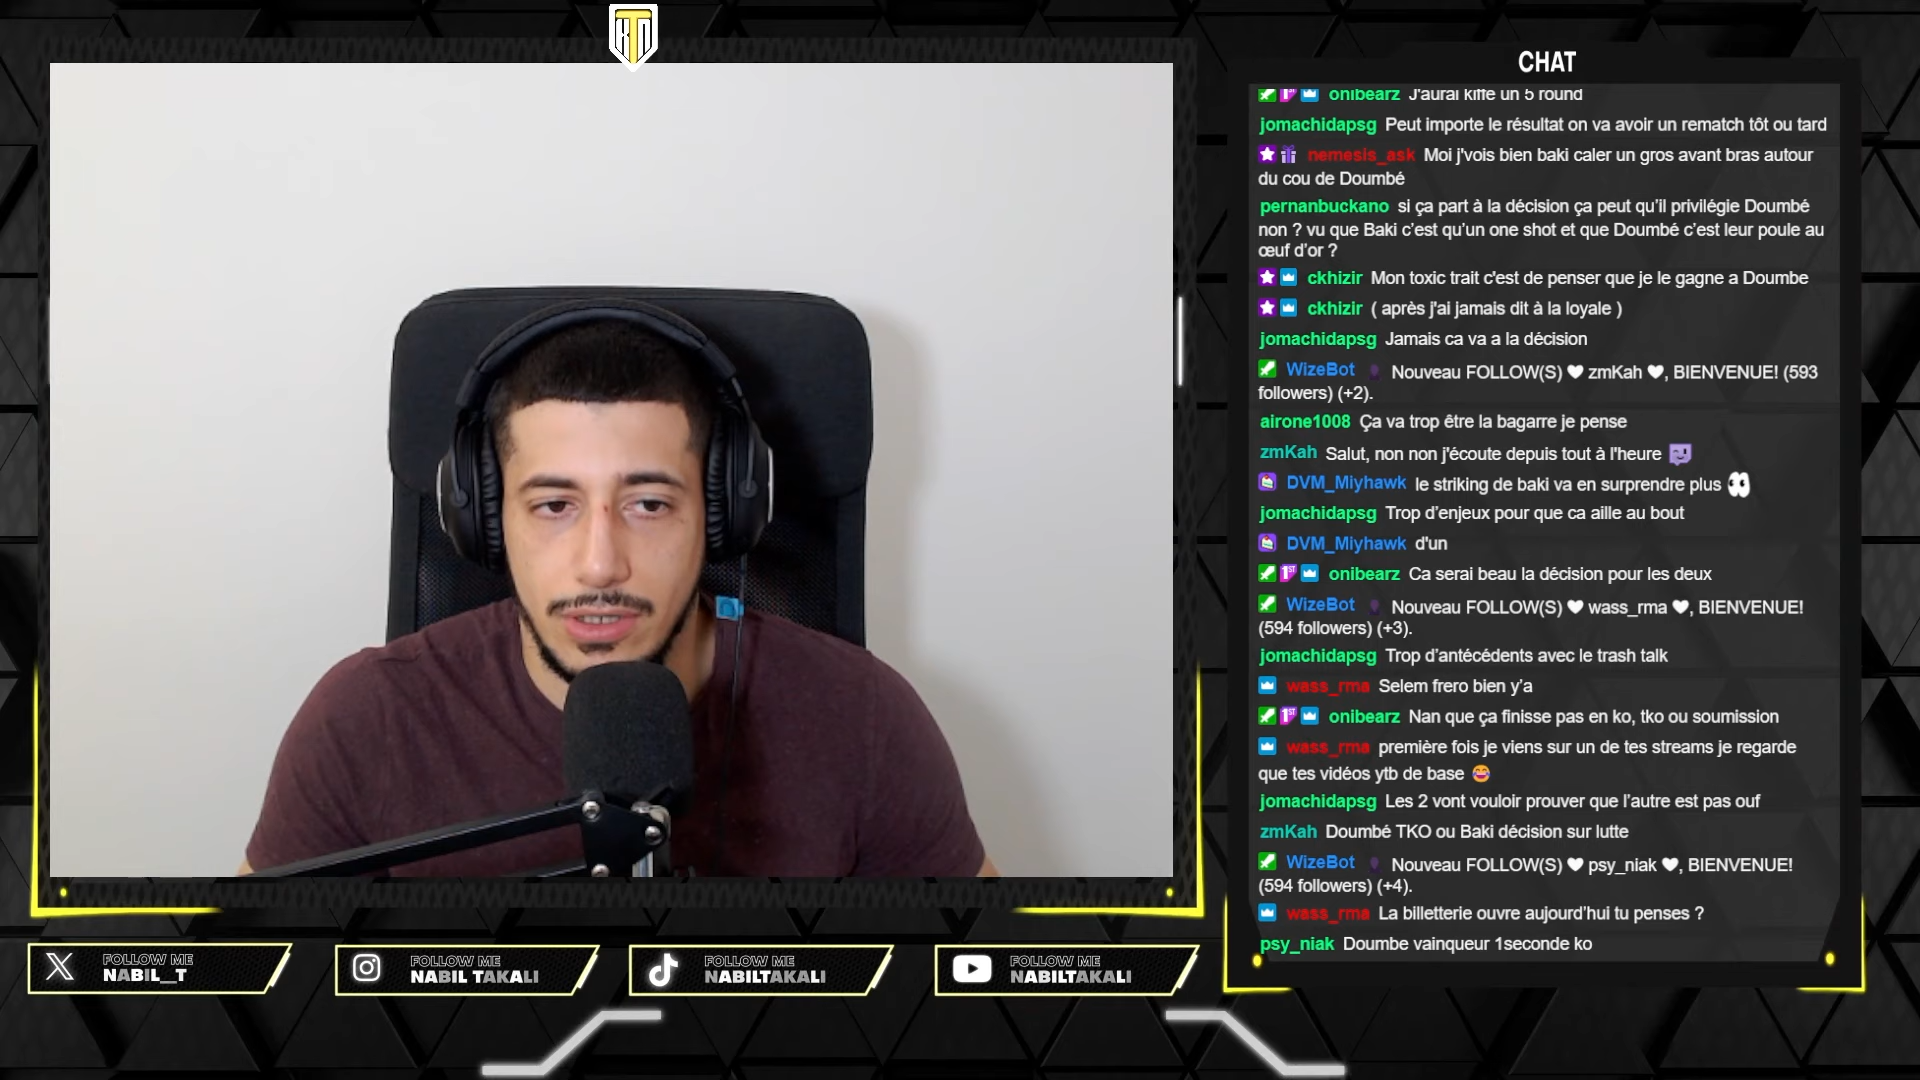 CHAT
onibearz J'aurai kiffe un 5 round
jomachidapsg Peut importe le résultat on va avoir un rematch tôt ou tard
nemesis_ask Moi j'vois bien baki caler un gros avant bras autour
du cou de Doumbé
pernanbuckano si ça part à la décision ça peut qu'il privilégie Doumbé
non ? vu que Baki c'est qu'un one shot et que Doumbé c'est leur poule au
œuf d'or ?
ckhizir Mon toxic trait c'est de penser que je le gagne a Doumbe
ckhizir ( après j'ai jamais dit à la loyale )
jomachidapsg Jamais ca va a la décision
WizeBot Nouveau FOLLOW(S) zmKah , BIENVENUE! (593
followers) (+2).
airone1008 Ça va trop être la bagarre je pense
zmKah Salut, non non j'écoute depuis tout à l'heure
DVM_Miyhawk le striking de baki va en surprendre plus
jomachidapsg Trop d'enjeux pour que ca aille au bout
DVM_Miyhawk d'un
1ST onibearz Ca serai beau la décision pour les deux
WizeBot Nouveau FOLLOW(S) wass_rma , BIENVENUE!
(594 followers) (+3).
jomachidapsg Trop d'antécédents avec le trash talk
wass_rma Selem frero bien y'a
1ST onibearz Nan que ça finisse pas en ko, tko ou soumission
wass_rma première fois je viens sur un de tes streams je regarde
que tes vidéos ytb de base
jomachidapsg Les 2 vont vouloir prouver que l'autre est pas ouf
zmKah Doumbé TKO ou Baki décision sur lutte
WizeBot Nouveau FOLLOW(S) psy_niak , BIENVENUE!
(594 followers) (+4).
wass_rma La billetterie ouvre aujourd'hui tu penses ?
psy_niak Doumbe vainqueur 1seconde ko
FOLLOW ME
NABIL_T
FOLLOW ME
NABIL TAKALI
FOLLOW ME
NABILTAKALI
FOLLOW ME
NABILTAKALI